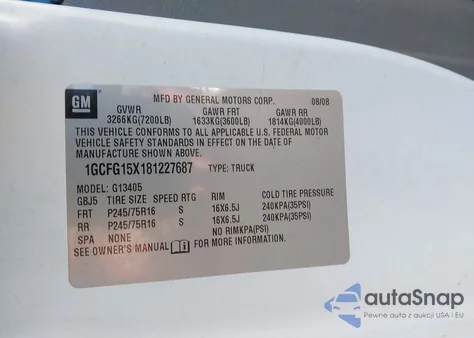 GM
MFD BY GENERAL MOTORS CORP. 08/08
GVWR GAWR FRT GAWR RR
3266KG(7200LB) 1633KG(3600LB) 1814KG(4000LB)
THIS VEHICLE CONFORMS TO ALL APPLICABLE U.S. FEDERAL MOTOR
VEHICLE SAFETY STANDARDS IN EFFECT ON THE DATE OF
MANUFACTURE SHOWN ABOVE.
1GCFG15X181227687 TYPE: TRUCK
MODEL: G13405
GBJ5 TIRE SIZE SPEED RTG RIM COLD TIRE PRESSURE
FRT P245/75R16 S 16X6.5J 240KPA(35PSI)
RR P245/75R16 S 16X6.5J 240KPA(35PSI)
SPA NONE NO RIMKPA(PSI)
SEE OWNER'S MANUAL FOR MORE INFORMATION.
autoSnap
Pewne auta z aukcji USA i EU